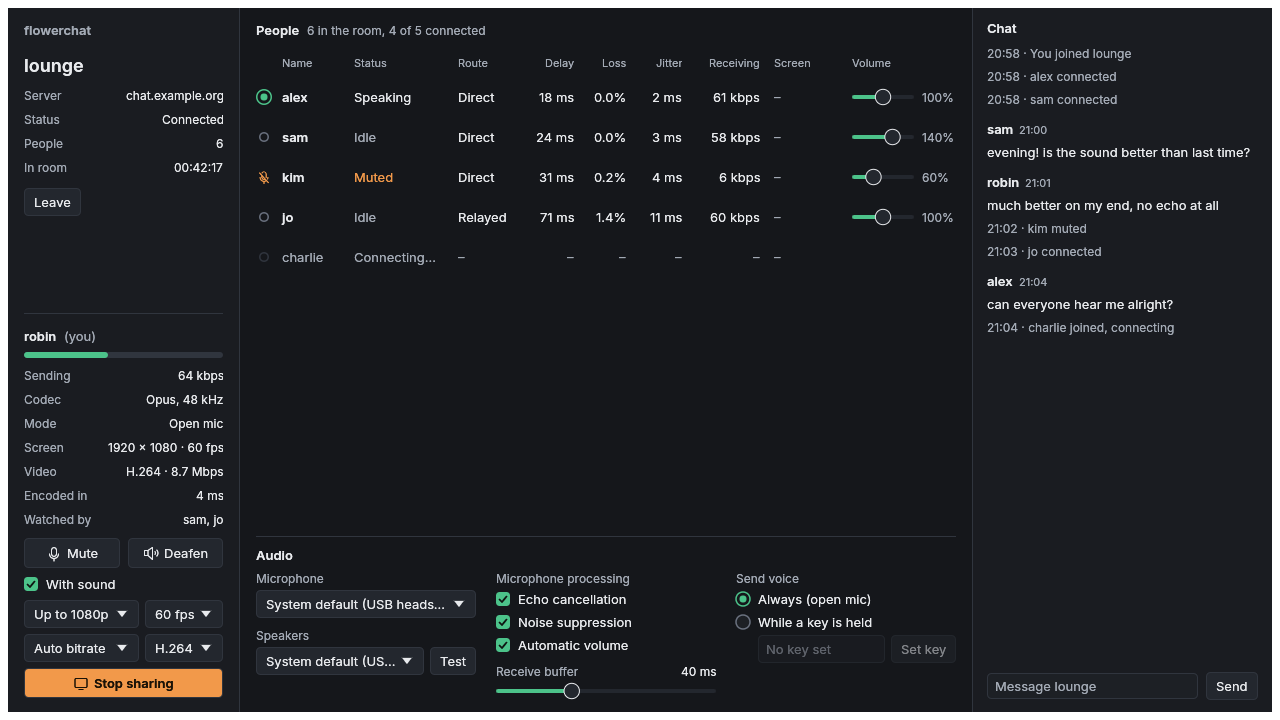 flowerchat
lounge
Server chat.example.org
Status Connected
People 6
In room 00:42:17
Leave
robin (you)
Sending 64 kbps
Codec Opus, 48 kHz
Mode Open mic
Screen 1920 × 1080 · 60 fps
Video H.264 · 8.7 Mbps
Encoded in 4 ms
Watched by sam, jo
Mute Deafen
With sound
Up to 1080p 60 fps
Auto bitrate H.264
Stop sharing
People 6 in the room, 4 of 5 connected
Name Status Route Delay Loss Jitter Receiving Screen Volume
alex Speaking Direct 18 ms 0.0% 2 ms 61 kbps – 100%
sam Idle Direct 24 ms 0.0% 3 ms 58 kbps – 140%
kim Muted Direct 31 ms 0.2% 4 ms 6 kbps – 60%
jo Idle Relayed 71 ms 1.4% 11 ms 60 kbps – 100%
charlie Connecting... – – – – – –
Audio
Microphone
System default (USB heads...
Speakers
System default (US... Test
Microphone processing
Echo cancellation
Noise suppression
Automatic volume
Receive buffer 40 ms
Send voice
Always (open mic)
While a key is held
No key set Set key
Chat
20:58 · You joined lounge
20:58 · alex connected
20:58 · sam connected
sam 21:00
evening! is the sound better than last time?
robin 21:01
much better on my end, no echo at all
21:02 · kim muted
21:03 · jo connected
alex 21:04
can everyone hear me alright?
21:04 · charlie joined, connecting
Message lounge Send